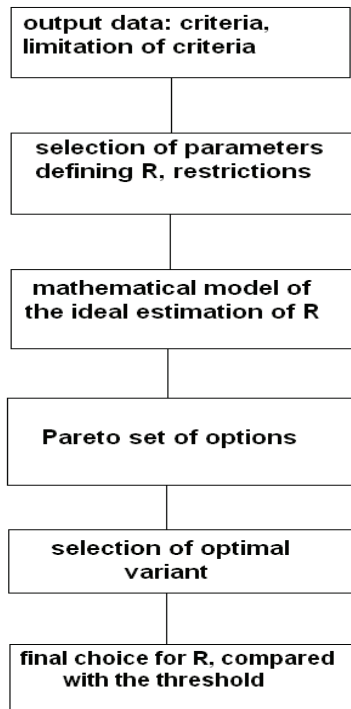 output data: criteria,
limitation of criteria
selection of parameters
defining R, restrictions
mathematical model of
the ideal estimation of R
Pareto set of options
selection of optimal
variant
final choice for R, compared
with the threshold